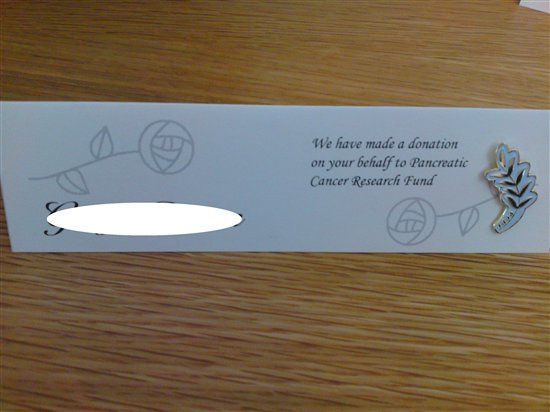 We have made a donation
on your behalf to Pancreatic
Cancer Research Fund